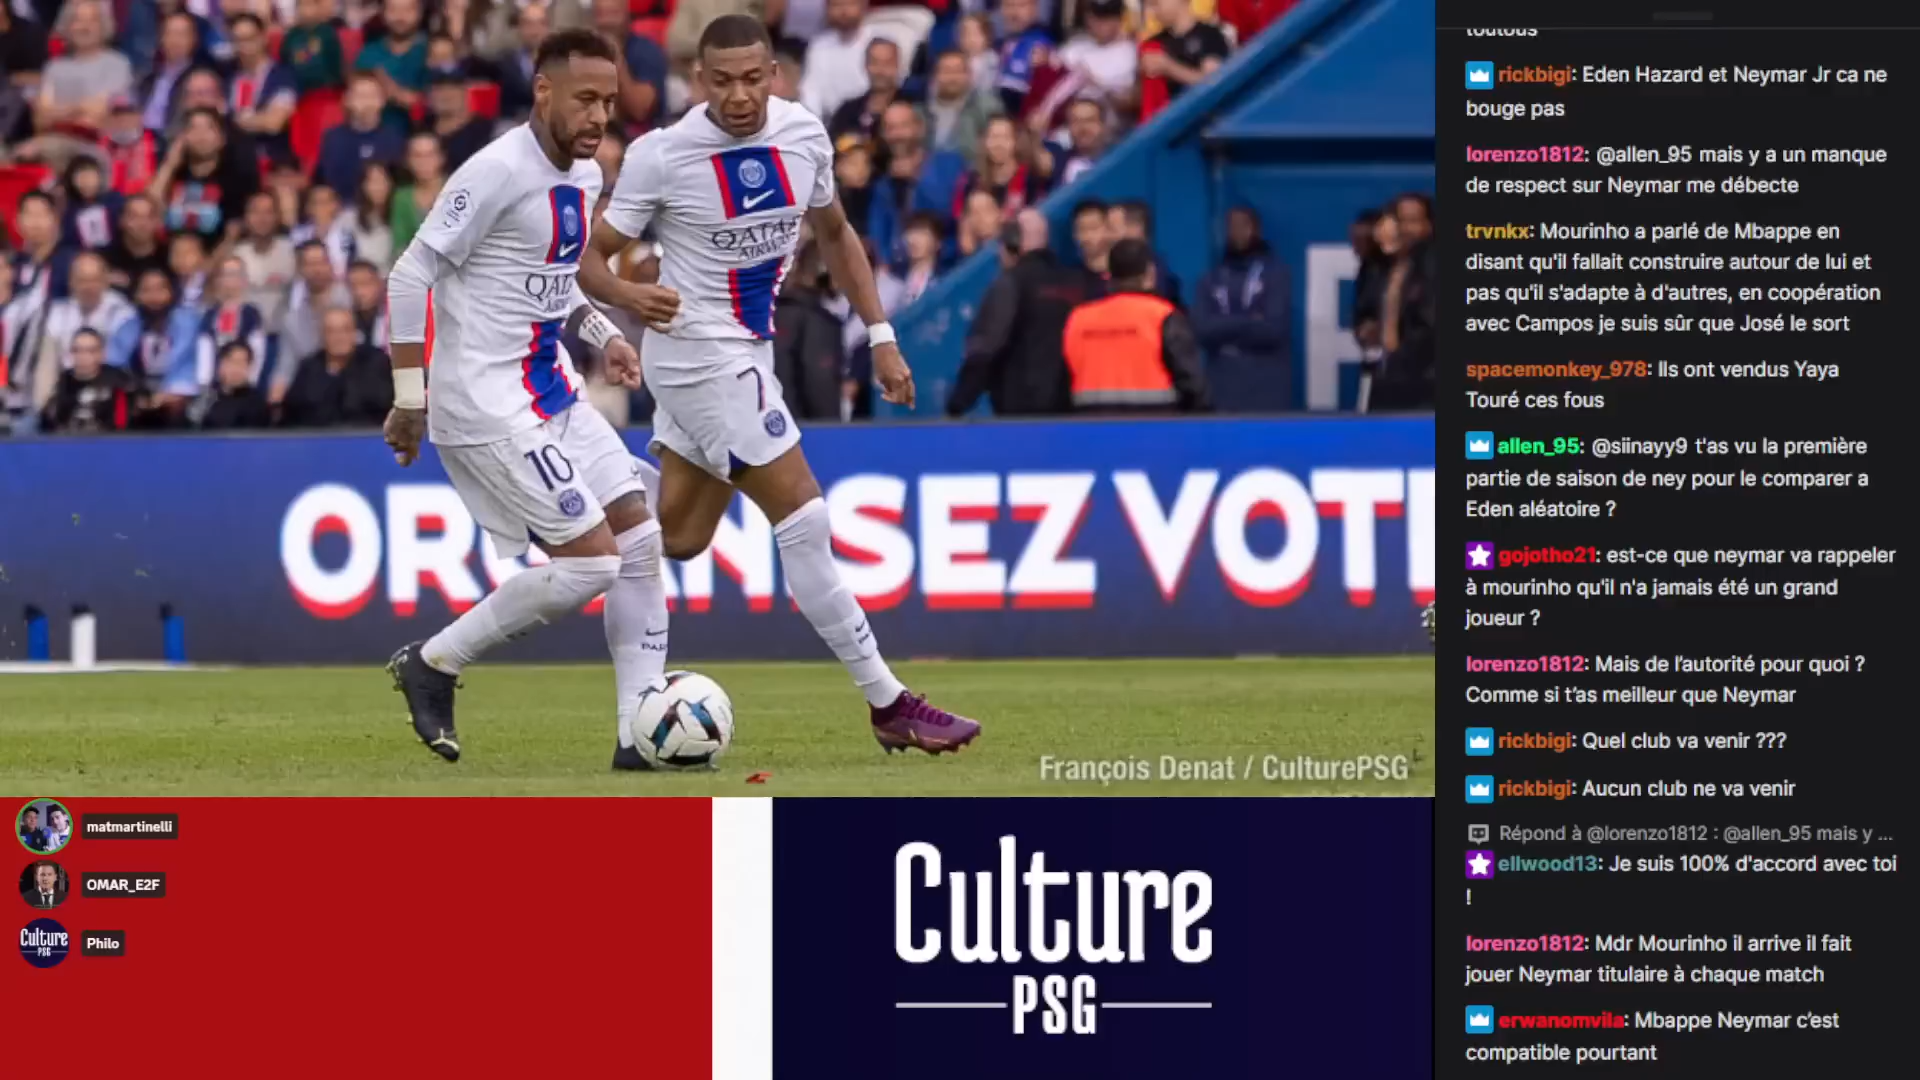 QATAR
AIRWAYS
7
QATAR
10
PARIS
ORGANISEZ VOT
François Denat / CulturePSG
matmartinelli
OMAR_E2F
Culture
PSG
Philo
Culture
PSG
toutous
rickbigi: Eden Hazard et Neymar Jr ca ne
bouge pas
lorenzo1812: @allen_95 mais y a un manque
de respect sur Neymar me débecte
trvnkx: Mourinho a parlé de Mbappe en
disant qu'il fallait construire autour de lui et
pas qu'il s'adapte à d'autres, en coopération
avec Campos je suis sûr que José le sort
spacemonkey_978: Ils ont vendus Yaya
Touré ces fous
allen_95: @siinayy9 t'as vu la première
partie de saison de ney pour le comparer a
Eden aléatoire ?
gojotho21: est-ce que neymar va rappeler
à mourinho qu'il n'a jamais été un grand
joueur ?
lorenzo1812: Mais de l'autorité pour quoi ?
Comme si t'as meilleur que Neymar
rickbigi: Quel club va venir ???
rickbigi: Aucun club ne va venir
Répond à @lorenzo1812 : @allen_95 mais y ...
ellwood13: Je suis 100% d'accord avec toi
!
lorenzo1812: Mdr Mourinho il arrive il fait
jouer Neymar titulaire à chaque match
erwanomvila: Mbappe Neymar c'est
compatible pourtant